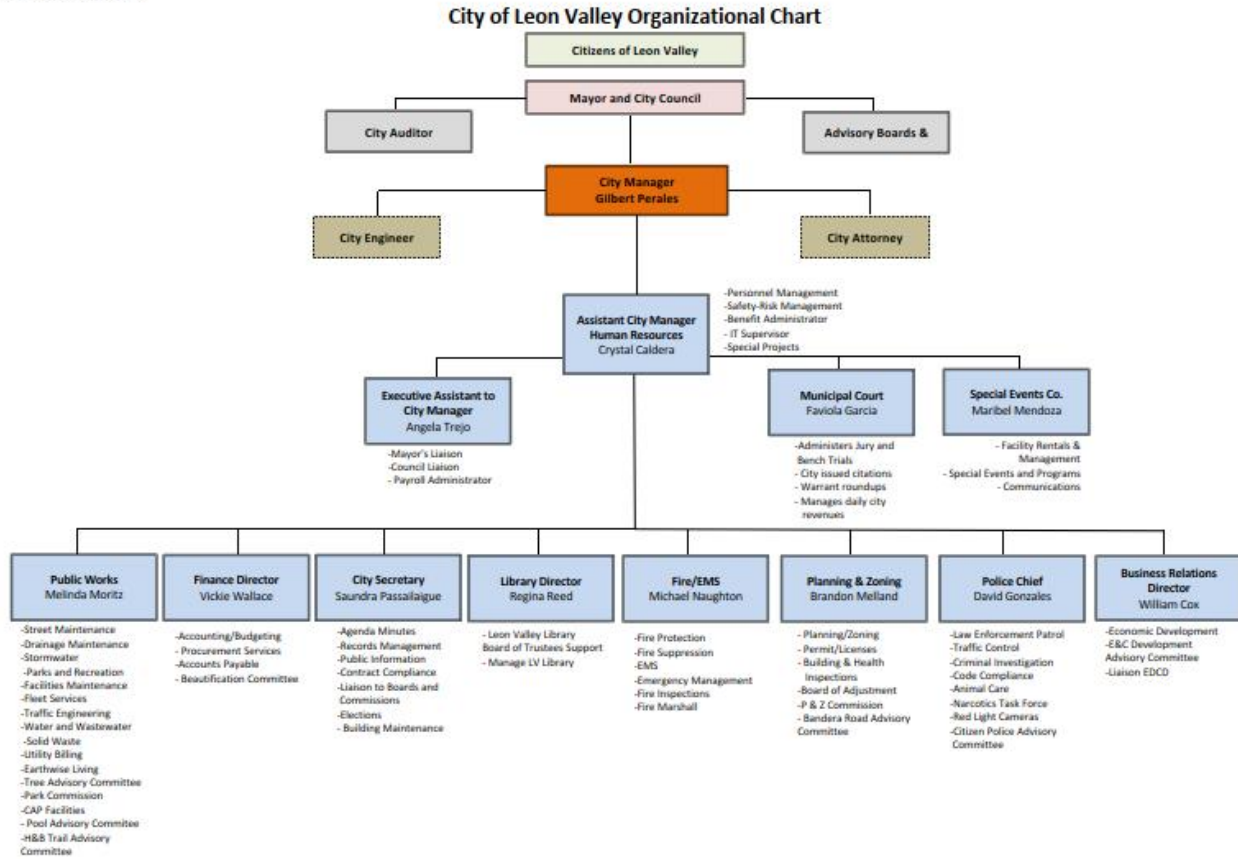 City of Leon Valley Organizational Chart
Citizens of Leon Valley
Mayor and City Council
City Auditor
Advisory Boards &
City Manager
Gilbert Perales
City Engineer
City Attorney
Assistant City Manager
Human Resources
Crystal Caldera
-Personnel Management
-Safety-Risk Management
-Benefit Administrator
- IT Supervisor
-Special Projects
Executive Assistant to
City Manager
Angela Trejo
-Mayor's Liaison
-Council Liaison
- Payroll Administrator
Municipal Court
Faviola Garcia
-Administers Jury and
Bench Trials
- City issued citations
- Warrant roundups
- Manages daily city
revenues
Special Events Co.
Maribel Mendoza
- Facility Rentals &
Management
- Special Events and Programs
- Communications
Public Works
Melinda Moritz
-Street Maintenance
-Drainage Maintenance
-Stormwater
-Parks and Recreation
-Facilities Maintenance
-Fleet Services
-Traffic Engineering
-Water and Wastewater
-Solid Waste
-Utility Billing
-Earthwise Living
-Tree Advisory Committee
-Park Commission
-CAP Facilities
- Pool Advisory Commitee
-H&B Trail Advisory
Committee
Finance Director
Vickie Wallace
-Accounting/Budgeting
- Procurement Services
-Accounts Payable
- Beautification Committee
City Secretary
Saundra Passailaigue
-Agenda Minutes
-Records Management
-Public Information
-Contract Compliance
-Liaison to Boards and
Commissions
-Elections
- Building Maintenance
Library Director
Regina Reed
- Leon Valley Library
Board of Trustees Support
- Manage LV Library
Fire/EMS
Michael Naughton
-Fire Protection
-Fire Suppression
-EMS
-Emergency Management
-Fire Inspections
-Fire Marshall
Planning & Zoning
Brandon Melland
- Planning/Zoning
- Permit/Licenses
- Building & Health
Inspections
-Board of Adjustment
-P & Z Commission
- Bandera Road Advisory
Committee
Police Chief
David Gonzales
-Law Enforcement Patrol
-Traffic Control
-Criminal Investigation
-Code Compliance
-Animal Care
-Narcotics Task Force
-Red Light Cameras
-Citizen Police Advisory
Committee
Business Relations
Director
William Cox
-Economic Development
-E&C Development
Advisory Committee
-Liaison EDCD